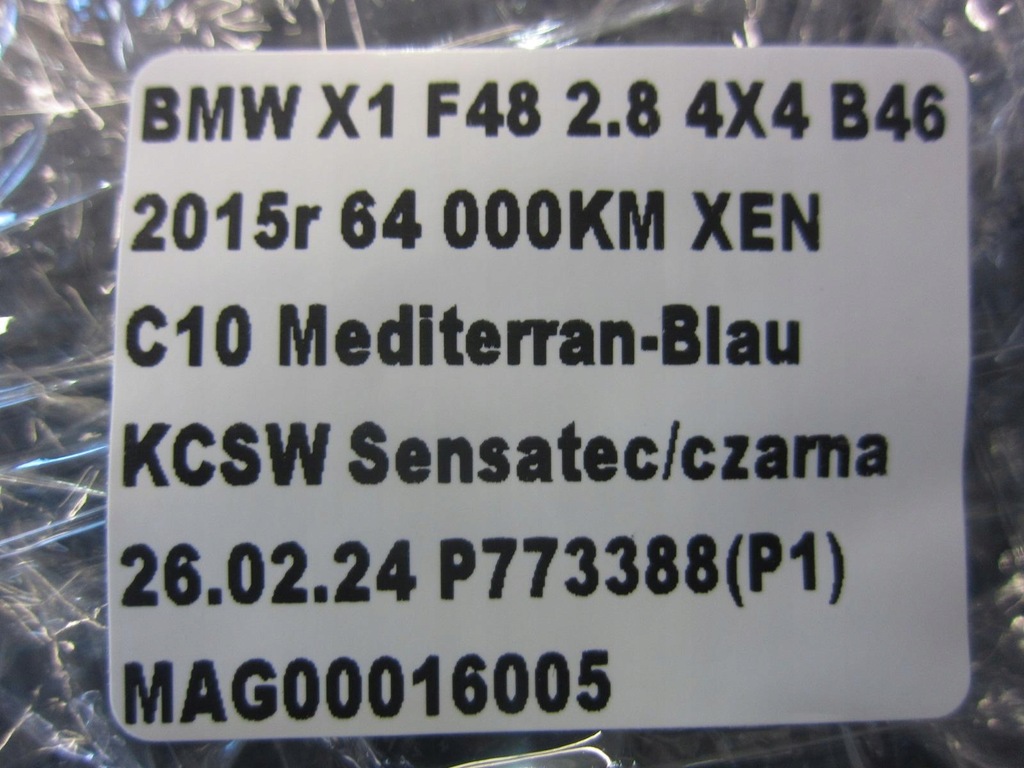 BMW X1 F48 2.8 4X4 B46
2015r 64 000KM XEN
C10 Mediterran-Blau
KCSW Sensatec/czarna
26.02.24 P773388(P1)
MAG00016005